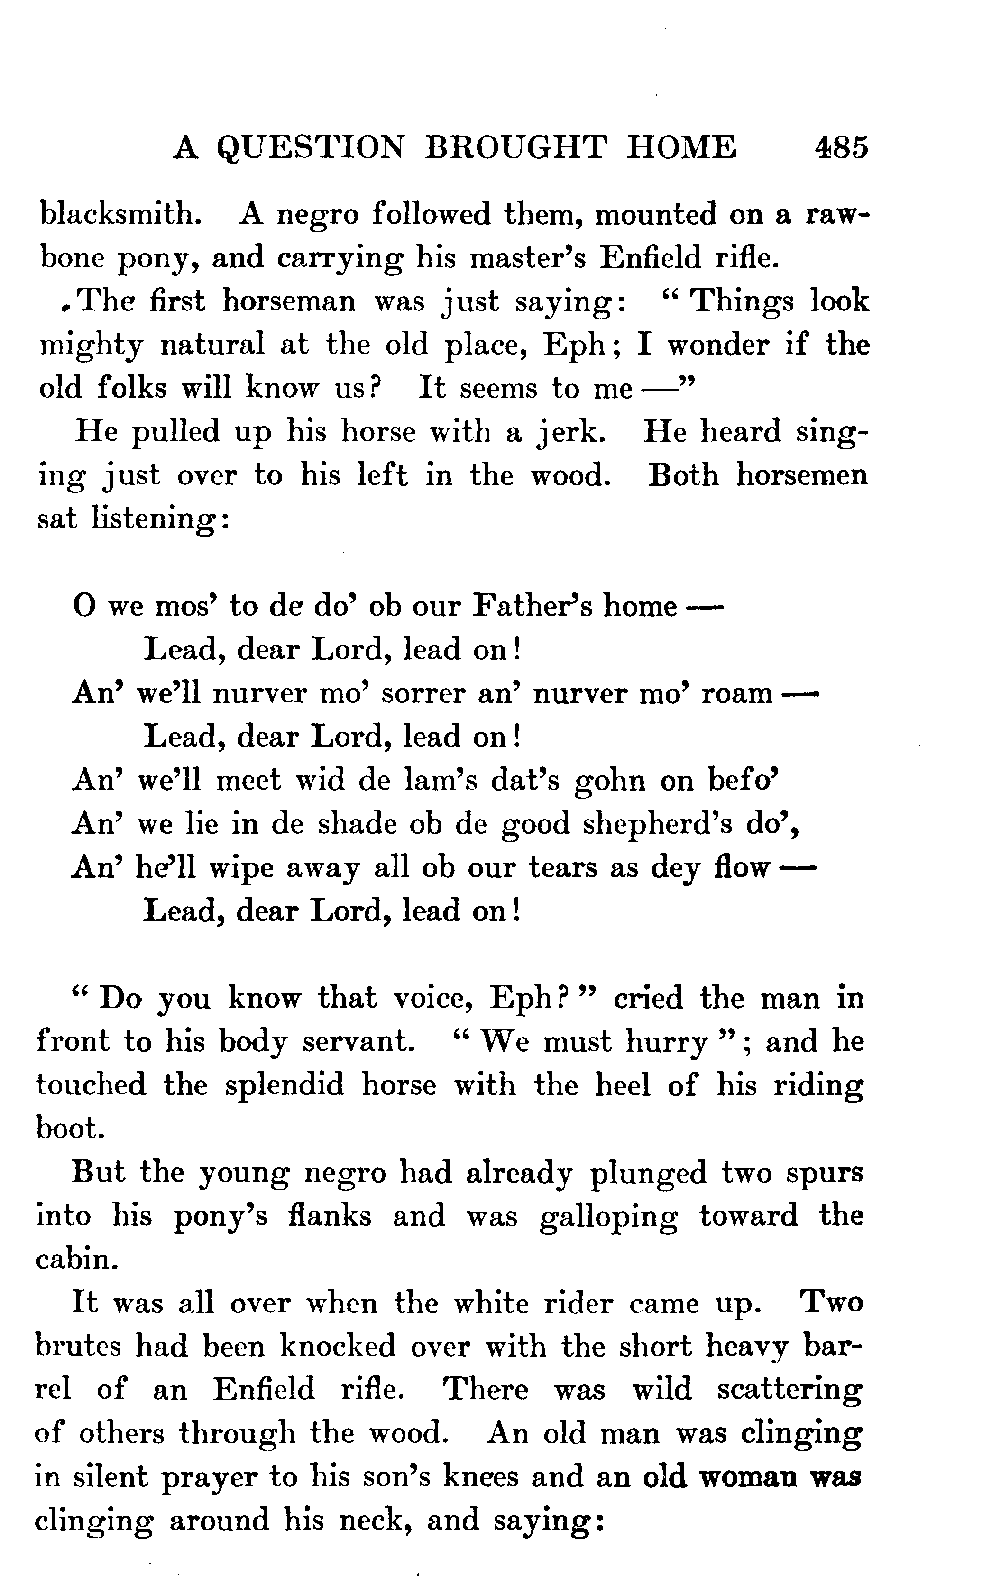 A QUESTION BROUGHT HOME 485
blacksmith. A negro followed them, mounted on a raw-
bone pony, and carrying his master's Enfield rifle.
The first horseman was just saying: "Things look
mighty natural at the old place, Eph; I wonder if the
old folks will know us? It seems to me —"
He pulled up his horse with a jerk. He heard sing-
ing just over to his left in the wood. Both horsemen
sat listening:
O we mos' to de do' ob our Father's home —
Lead, dear Lord, lead on!
An' we'll nurver mo' sorrer an' nurver mo' roam —
Lead, dear Lord, lead on!
An' we'll meet wid de lam's dat's gohn on befo'
An' we lie in de shade ob de good shepherd's do',
An' he'll wipe away all ob our tears as dey flow —
Lead, dear Lord, lead on!
"Do you know that voice, Eph?" cried the man in
front to his body servant. "We must hurry"; and he
touched the splendid horse with the heel of his riding
boot.
But the young negro had already plunged two spurs
into his pony's flanks and was galloping toward the
cabin.
It was all over when the white rider came up. Two
brutes had been knocked over with the short heavy bar-
rel of an Enfield rifle. There was wild scattering
of others through the wood. An old man was clinging
in silent prayer to his son's knees and an old woman was
clinging around his neck, and saying: